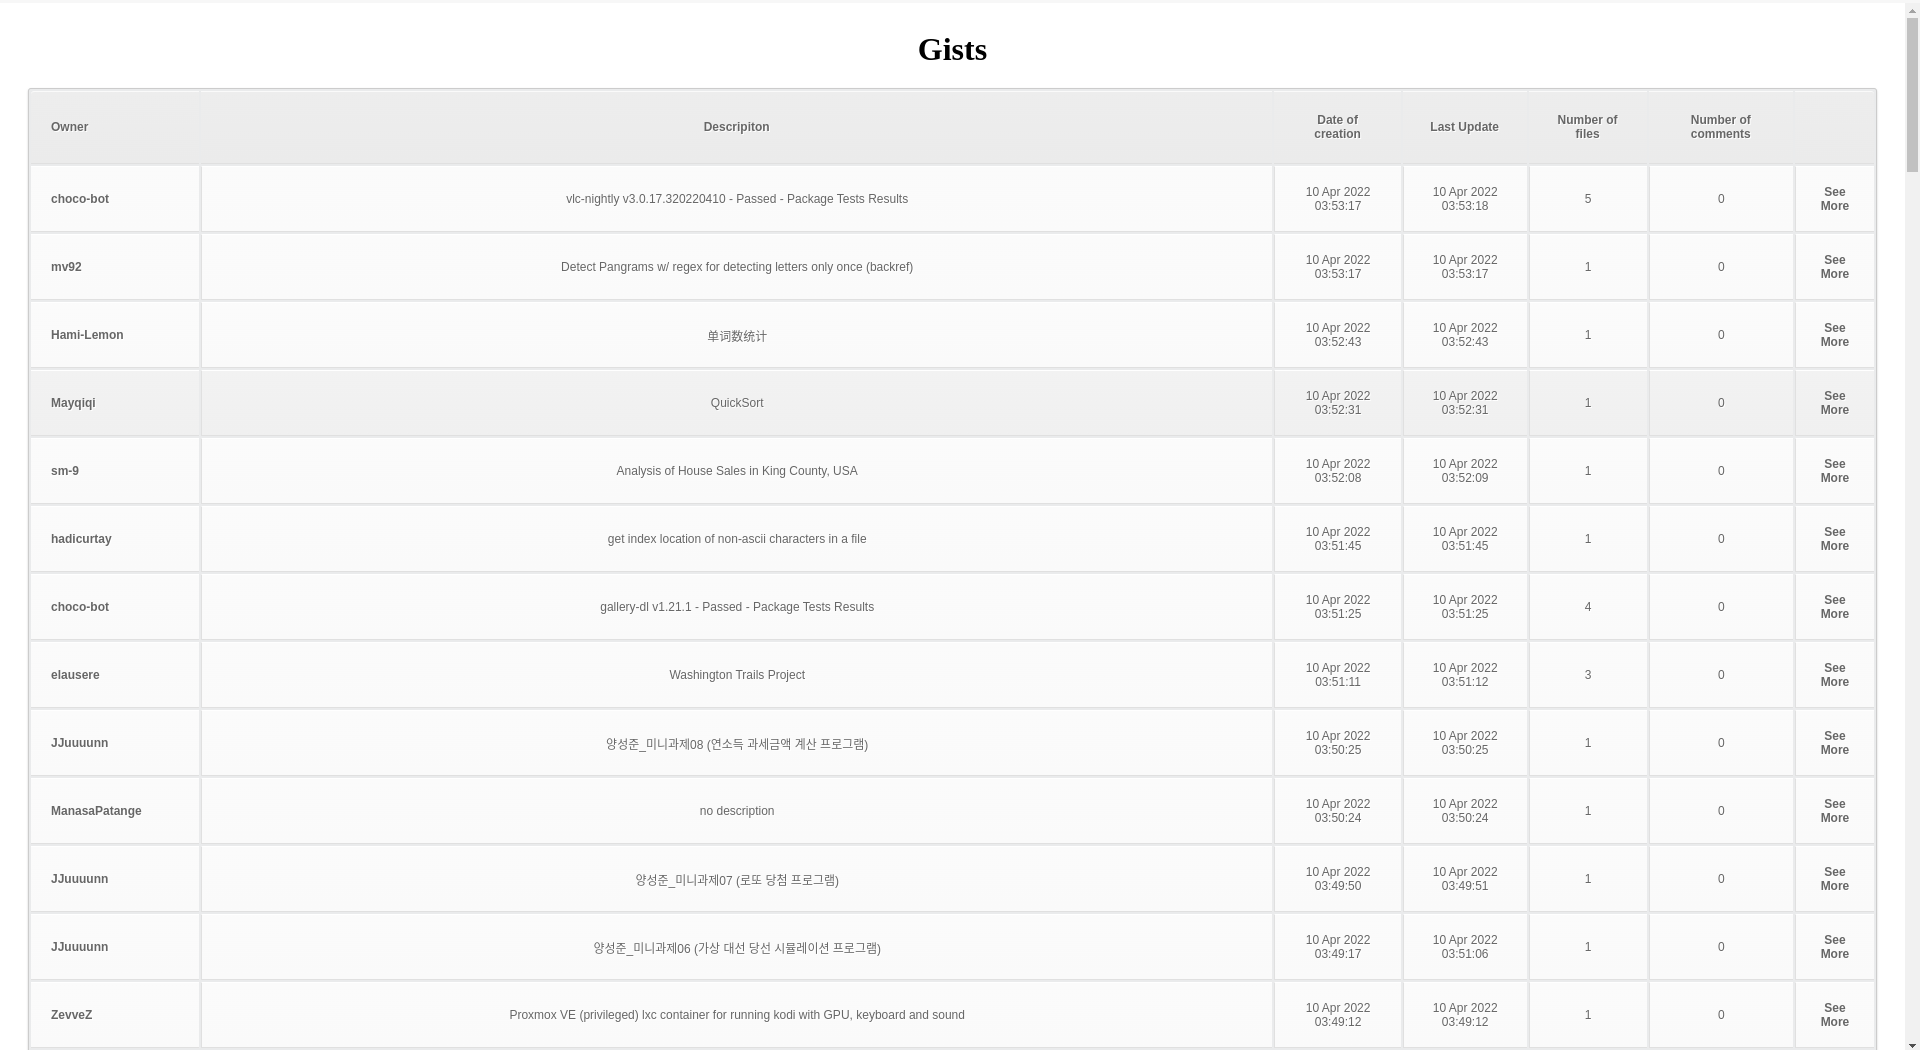 Gists
Owner Descripiton Date of creation Last Update Number of files Number of comments
choco-bot vlc-nightly v3.0.17.320220410 - Passed - Package Tests Results 10 Apr 2022 03:53:17 10 Apr 2022 03:53:18 5 0 See More
mv92 Detect Pangrams w/ regex for detecting letters only once (backref) 10 Apr 2022 03:53:17 10 Apr 2022 03:53:17 1 0 See More
Hami-Lemon 单词数统计 10 Apr 2022 03:52:43 10 Apr 2022 03:52:43 1 0 See More
Mayqiqi QuickSort 10 Apr 2022 03:52:31 10 Apr 2022 03:52:31 1 0 See More
sm-9 Analysis of House Sales in King County, USA 10 Apr 2022 03:52:08 10 Apr 2022 03:52:09 1 0 See More
hadicurtay get index location of non-ascii characters in a file 10 Apr 2022 03:51:45 10 Apr 2022 03:51:45 1 0 See More
choco-bot gallery-dl v1.21.1 - Passed - Package Tests Results 10 Apr 2022 03:51:25 10 Apr 2022 03:51:25 4 0 See More
elausere Washington Trails Project 10 Apr 2022 03:51:11 10 Apr 2022 03:51:12 3 0 See More
JJuuuunn 양성준_미니과제08 (연소득 과세금액 계산 프로그램) 10 Apr 2022 03:50:25 10 Apr 2022 03:50:25 1 0 See More
ManasaPatange no description 10 Apr 2022 03:50:24 10 Apr 2022 03:50:24 1 0 See More
JJuuuunn 양성준_미니과제07 (로또 당첨 프로그램) 10 Apr 2022 03:49:50 10 Apr 2022 03:49:51 1 0 See More
JJuuuunn 양성준_미니과제06 (가상 대선 당선 시뮬레이션 프로그램) 10 Apr 2022 03:49:17 10 Apr 2022 03:51:06 1 0 See More
ZevveZ Proxmox VE (privileged) lxc container for running kodi with GPU, keyboard and sound 10 Apr 2022 03:49:12 10 Apr 2022 03:49:12 1 0 See More